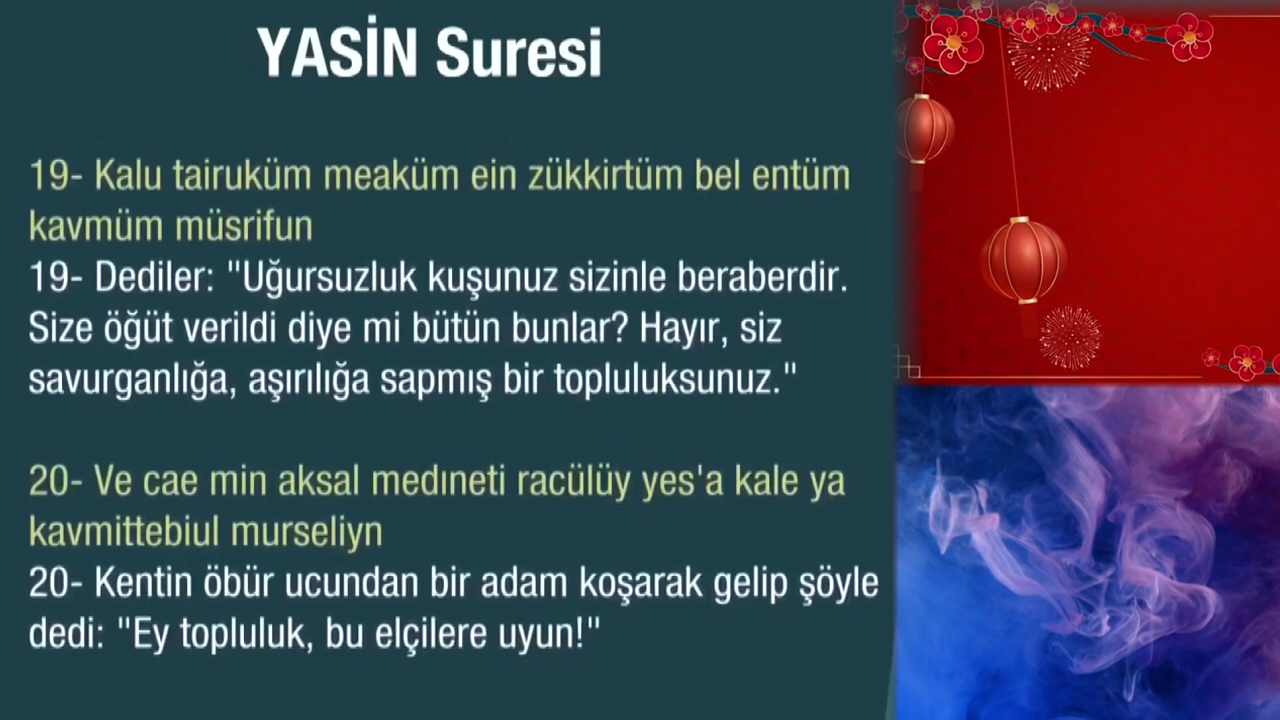 YASİN Suresi
19- Kalu tairuküm meaküm ein zükkirtüm bel entüm
kavmüm müsrifun
19- Dediler: "Uğursuzluk kuşunuz sizinle beraberdir.
Size öğüt verildi diye mi bütün bunlar? Hayır, siz
savurganlığa, aşırılığa sapmış bir topluluksunuz."
20- Ve cae min aksal medıneti racülüy yes'a kale ya
kavmittebiul murseliyn
20- Kentin öbür ucundan bir adam koşarak gelip şöyle
dedi: "Ey topluluk, bu elçilere uyun!"